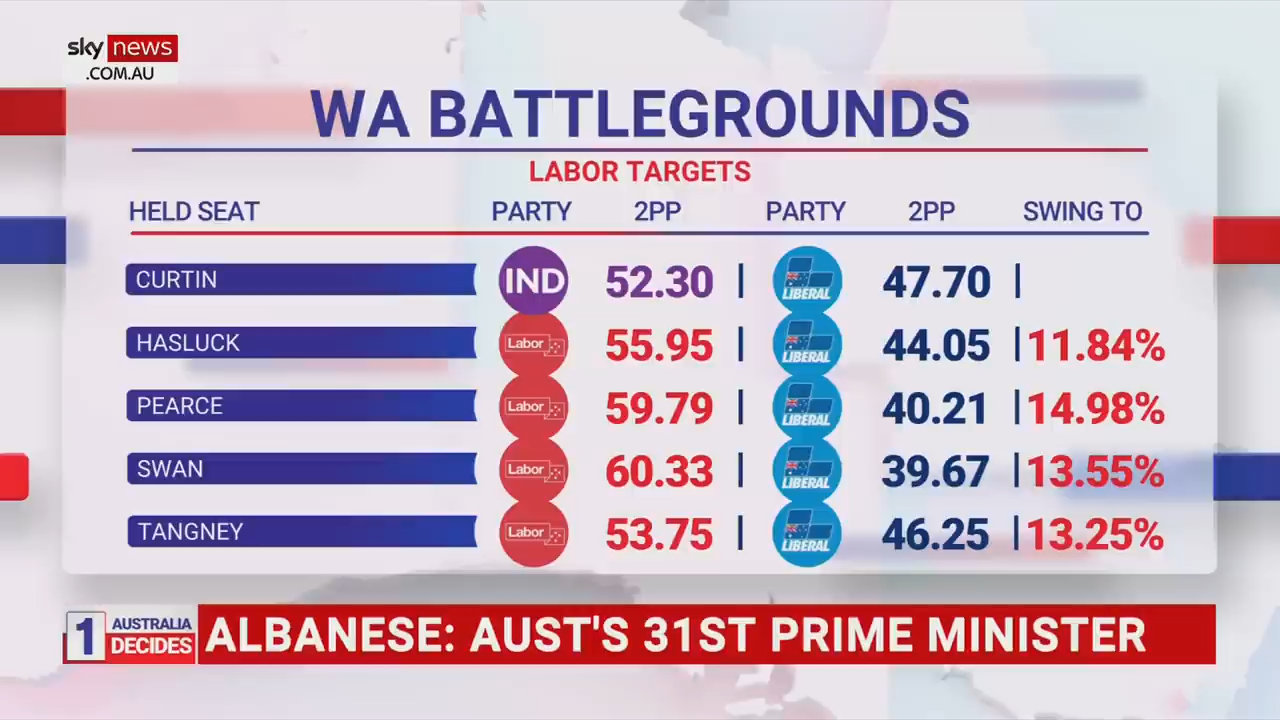 sky news
.COM.AU
WA BATTLEGROUNDS
LABOR TARGETS
HELD SEAT PARTY 2PP PARTY 2PP SWING TO
CURTIN IND 52.30 | LIBERAL 47.70 |
HASLUCK Labor 55.95 | LIBERAL 44.05 | 11.84%
PEARCE Labor 59.79 | LIBERAL 40.21 | 14.98%
SWAN Labor 60.33 | LIBERAL 39.67 | 13.55%
TANGNEY Labor 53.75 | LIBERAL 46.25 | 13.25%
1 AUSTRALIA DECIDES
ALBANESE: AUST'S 31ST PRIME MINISTER